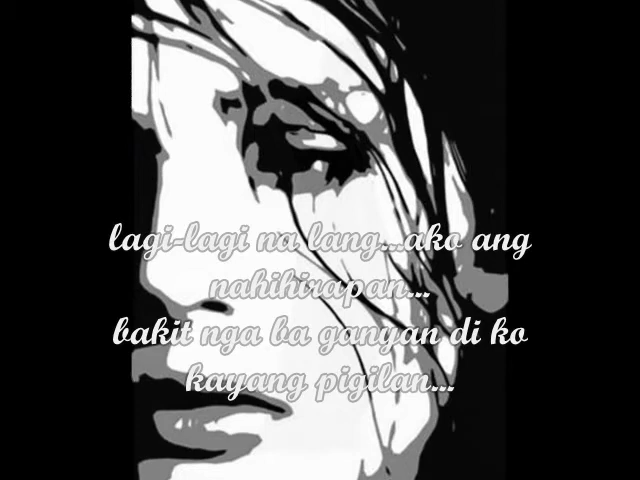 lagi-lagi na lang...ako ang
nahihirapan...
bakit nga ba ganyan di ko
kayang pigilan...